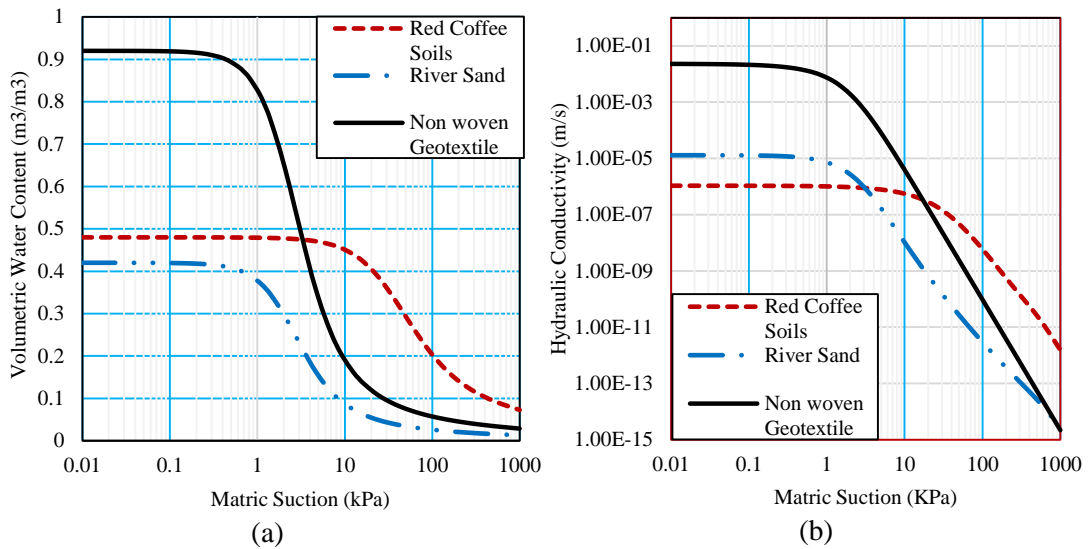 1
0.9
0.8
0.7
0.6
0.5
0.4
0.3
0.2
0.1
0
Volumetric Water Content (m3/m3)
Red Coffee
Soils
River Sand
Non woven
Geotextile
0.01 0.1 1 10 100 1000
Matric Suction (kPa)
(a)
1.00E-01
1.00E-03
1.00E-05
1.00E-07
1.00E-09
1.00E-11
1.00E-13
1.00E-15
Hydraulic Conductivity (m/s)
Red Coffee
Soils
River Sand
Non woven
Geotextile
0.01 0.1 1 10 100 1000
Matric Suction (KPa)
(b)